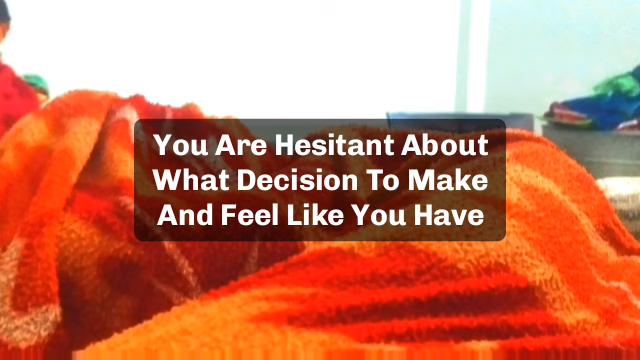 You Are Hesitant About
What Decision To Make
And Feel Like You Have